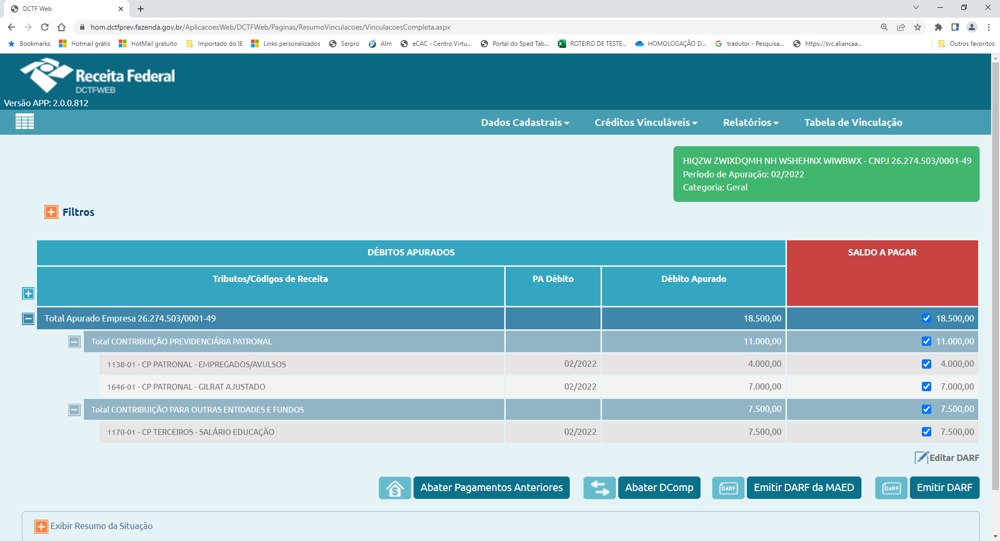 DCTF Web
hom.dctfprev.fazenda.gov.br/AplicacoesWeb/DCTFWeb/Paginas/ResumoVinculacoes/VinculacoesCompleta.aspx
Bookmarks Hotmail grátis HotMail gratuito Importado do IE Links personalizados Serpro Alm eCAC - Centro Virtu... Portal do Sped Tab... ROTEIRO DE TESTE... HOMOLOGAÇÃO D... tradutor - Pesquisa... https://svc.aliancaa... Outros favoritos
Receita Federal
DCTFWEB
Versão APP: 2.0.0.812
Dados Cadastrais Créditos Vinculáveis Relatórios Tabela de Vinculação
HIQZW ZWIXDQMH NH WSHEHNX WIWBWX - CNPJ 26.274.503/0001-49
Período de Apuração: 02/2022
Categoria: Geral
Filtros
DÉBITOS APURADOS SALDO A PAGAR
Tributos/Códigos de Receita PA Débito Débito Apurado
Total Apurado Empresa 26.274.503/0001-49 18.500,00 18.500,00
Total CONTRIBUIÇÃO PREVIDENCIÁRIA PATRONAL 11.000,00 11.000,00
1138-01 - CP PATRONAL - EMPREGADOS/AVULSOS 02/2022 4.000,00 4.000,00
1646-01 - CP PATRONAL - GILRAT AJUSTADO 02/2022 7.000,00 7.000,00
Total CONTRIBUIÇÃO PARA OUTRAS ENTIDADES E FUNDOS 7.500,00 7.500,00
1170-01 - CP TERCEIROS - SALÁRIO EDUCAÇÃO 02/2022 7.500,00 7.500,00
Editar DARF
Abater Pagamentos Anteriores Abater DComp DARF Emitir DARF da MAED DARF Emitir DARF
Exibir Resumo da Situação